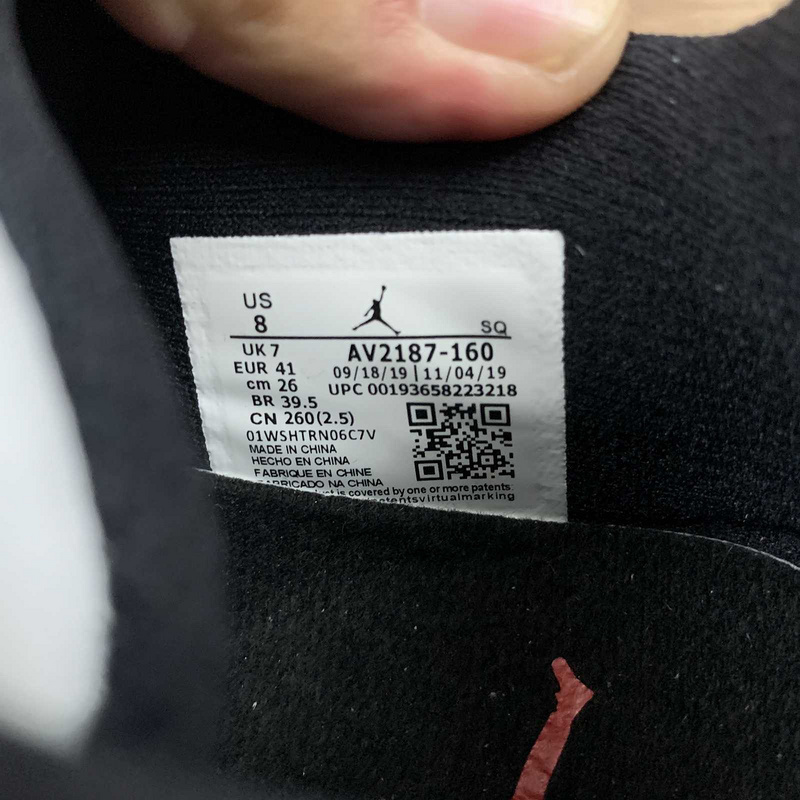 US
8
SQ
UK 7
AV2187-160
EUR 41
09/18/19 | 11/04/19
cm 26
UPC 00193658223218
BR 39.5
CN 260(2.5)
01WSHTRN06C7V
MADE IN CHINA
HECHO EN CHINA
FABRIQUE EN CHINE
FABRICADO NA CHINA
is covered by one or more patents.